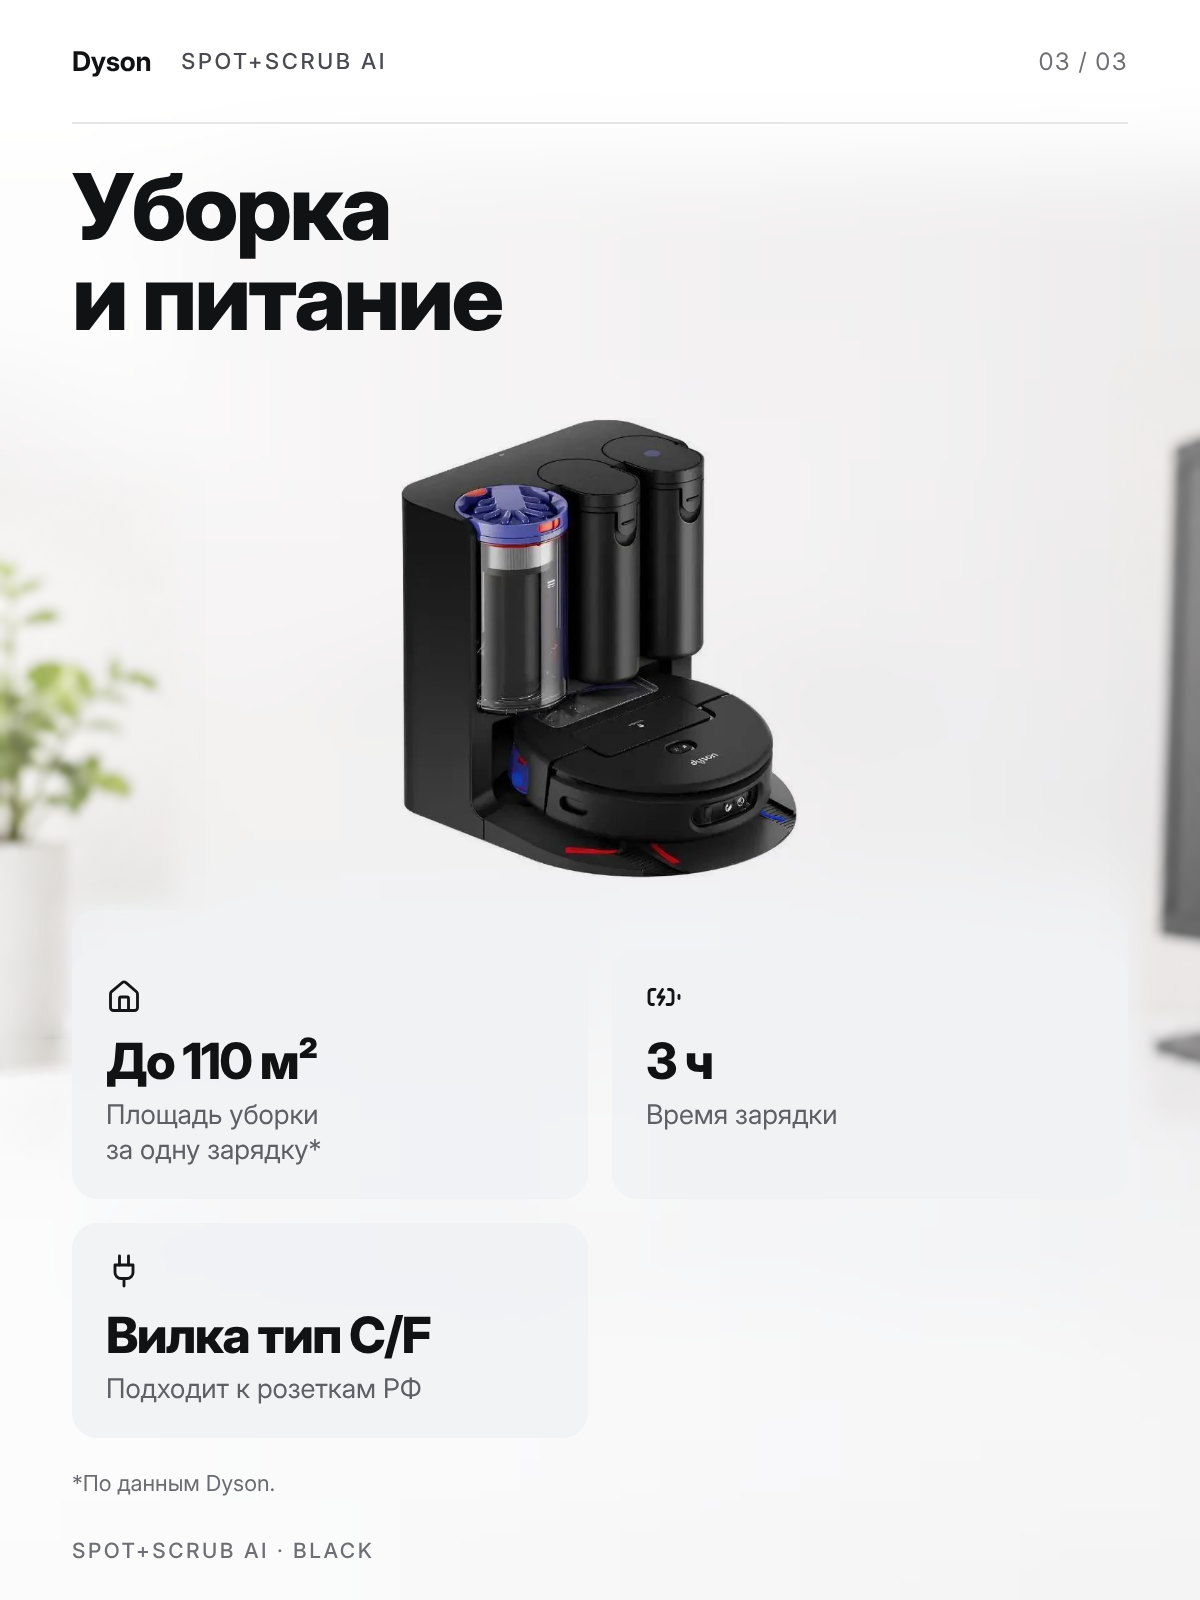 Dyson SPOT+SCRUB AI 03 / 03
Уборка
и питание
dyson
До 110 м²
Площадь уборки
за одну зарядку*
3 ч
Время зарядки
Вилка тип C/F
Подходит к розеткам РФ
*По данным Dyson.
SPOT+SCRUB AI · BLACK